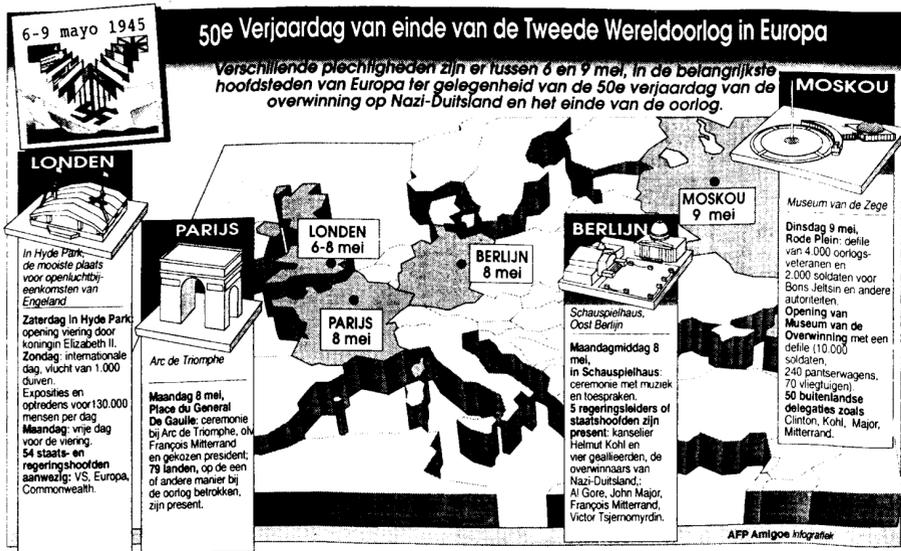 6-9 mayo 1945
50e Verjaardag van einde van de Tweede Wereldoorlog in Europa
Verschillende plechtigheden zijn er tussen 6 en 9 mei, in de belangrijkste
hoofdsteden van Europa ter gelegenheid van de 50e verjaardag van de
overwinning op Nazi-Duitsland en het einde van de oorlog.
LONDEN
In Hyde Park,
de mooiste plaats
voor openluchtbij-
eenkomsten van
Engeland
Zaterdag in Hyde Park:
opening viering door
koningin Elizabeth II.
Zondag: internationale
dag, vlucht van 1.000
duiven.
Exposities en
optredens voor130.000
mensen per dag
Maandag: vrije dag
voor de viering.
54 staats- en
regeringshoofden
aanwezig: VS, Europa,
Commonwealth.
PARIJS
Arc de Triomphe
Maandag 8 mei,
Place du General
De Gaulle: ceremonie
bij Arc de Triomphe, olv
François Mitterrand
en gekozen president;
79 landen, op de een
of andere manier bij
de oorlog betrokken,
zijn present.
LONDEN
6-8 mei
PARIJS
8 mei
BERLIJN
8 mei
MOSKOU
9 mei
BERLIJN
Schauspielhaus,
Oost Berlijn
Maandagmiddag 8
mei,
in Schauspielhaus:
ceremonie met muziek
en toespraken.
5 regeringsleiders of
staatshoofden zijn
present: kanselier
Helmut Kohl en
vier geallieerden, de
overwinnaars van
Nazi-Duitsland,:
Al Gore, John Major,
François Mitterrand,
Victor Tsjernomyrdin.
MOSKOU
Museum van de Zege
Dinsdag 9 mei,
Rode Plein: defile
van 4.000 oorlogs-
veteranen en
2.000 soldaten voor
Boris Jeltsin en andere
autoriteiten.
Opening van
Museum van de
Overwinning met een
defile (10.000
soldaten,
240 pantserwagens,
70 vliegtuigen).
50 buitenlandse
delegaties zoals
Clinton, Kohl, Major,
Mitterrand.
AFP Amigoe Infografiek